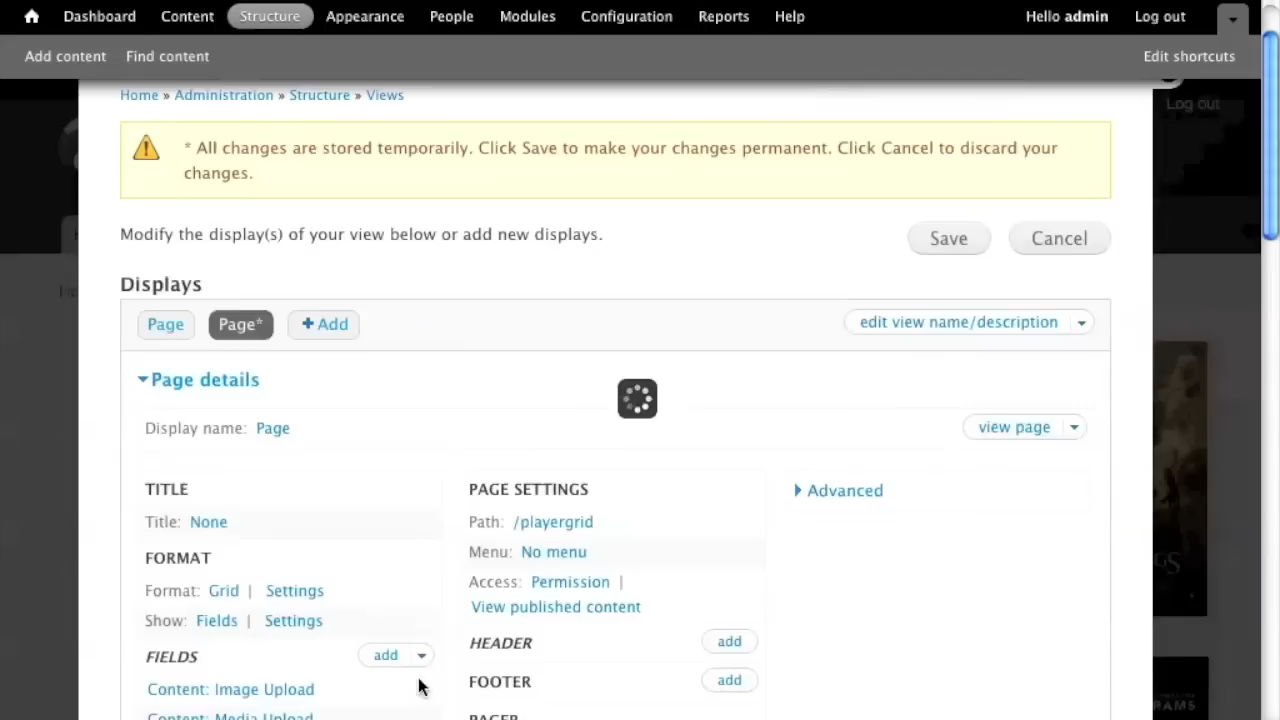 Dashboard Content Structure Appearance People Modules Configuration Reports Help Hello admin Log out
Add content Find content Edit shortcuts
Home » Administration » Structure » Views
Log out
* All changes are stored temporarily. Click Save to make your changes permanent. Click Cancel to discard your
changes.
Modify the display(s) of your view below or add new displays.
Save Cancel
Displays
Page Page* + Add edit view name/description
Page details
Display name: Page view page
TITLE
Title: None
FORMAT
Format: Grid | Settings
Show: Fields | Settings
FIELDS add
Content: Image Upload
Content: Media Upload
PAGE SETTINGS
Path: /playergrid
Menu: No menu
Access: Permission |
View published content
HEADER add
FOOTER add
PAGER
Advanced